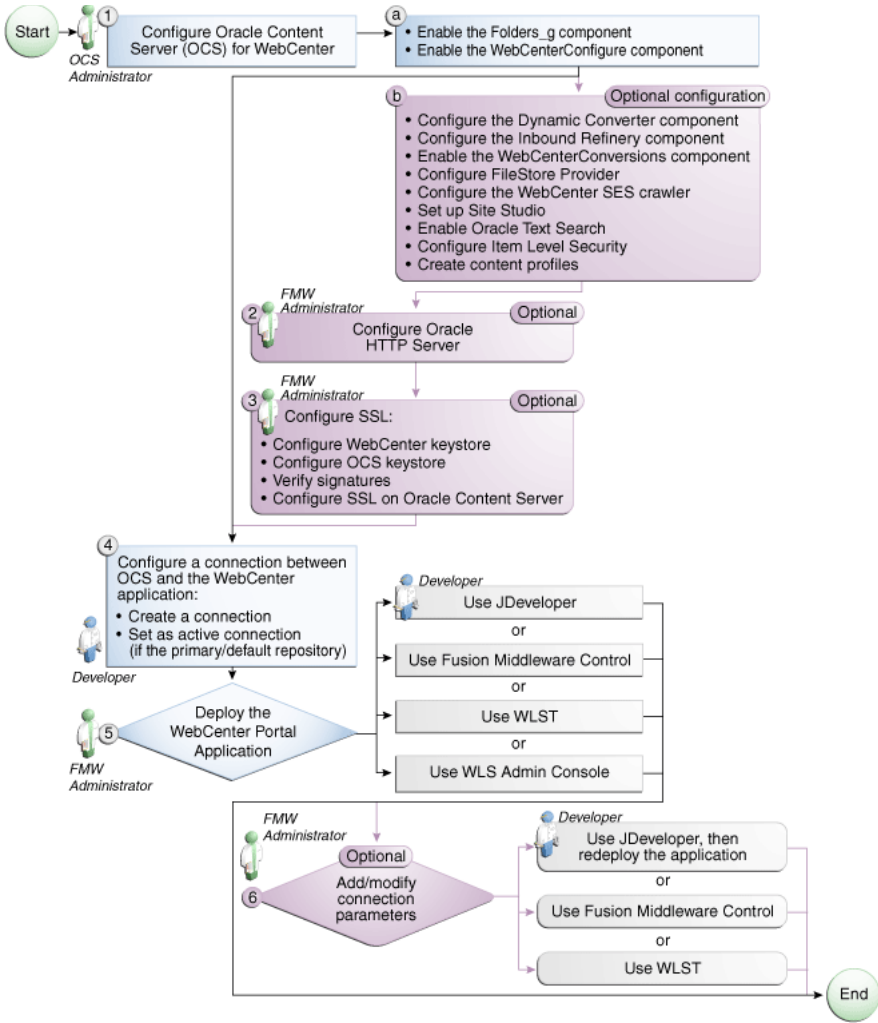 Start
1
OCS
Administrator
Configure Oracle Content
Server (OCS) for WebCenter
a
• Enable the Folders_g component
• Enable the WebCenterConfigure component
b
Optional configuration
• Configure the Dynamic Converter component
• Configure the Inbound Refinery component
• Enable the WebCenterConversions component
• Configure FileStore Provider
• Configure the WebCenter SES crawler
• Set up Site Studio
• Enable Oracle Text Search
• Configure Item Level Security
• Create content profiles
FMW
Administrator
2
Optional
Configure Oracle
HTTP Server
FMW
Administrator
3
Optional
Configure SSL:
• Configure WebCenter keystore
• Configure OCS keystore
• Verify signatures
• Configure SSL on Oracle Content Server
4
Configure a connection between
OCS and the WebCenter
application:
• Create a connection
• Set as active connection
(if the primary/default repository)
Developer
Developer
Use JDeveloper
or
Use Fusion Middleware Control
or
Use WLST
or
Use WLS Admin Console
5
Deploy the
WebCenter Portal
Application
FMW
Administrator
FMW
Administrator
Optional
6
Add/modify
connection
parameters
Developer
Use JDeveloper, then
redeploy the application
or
Use Fusion Middleware Control
or
Use WLST
End